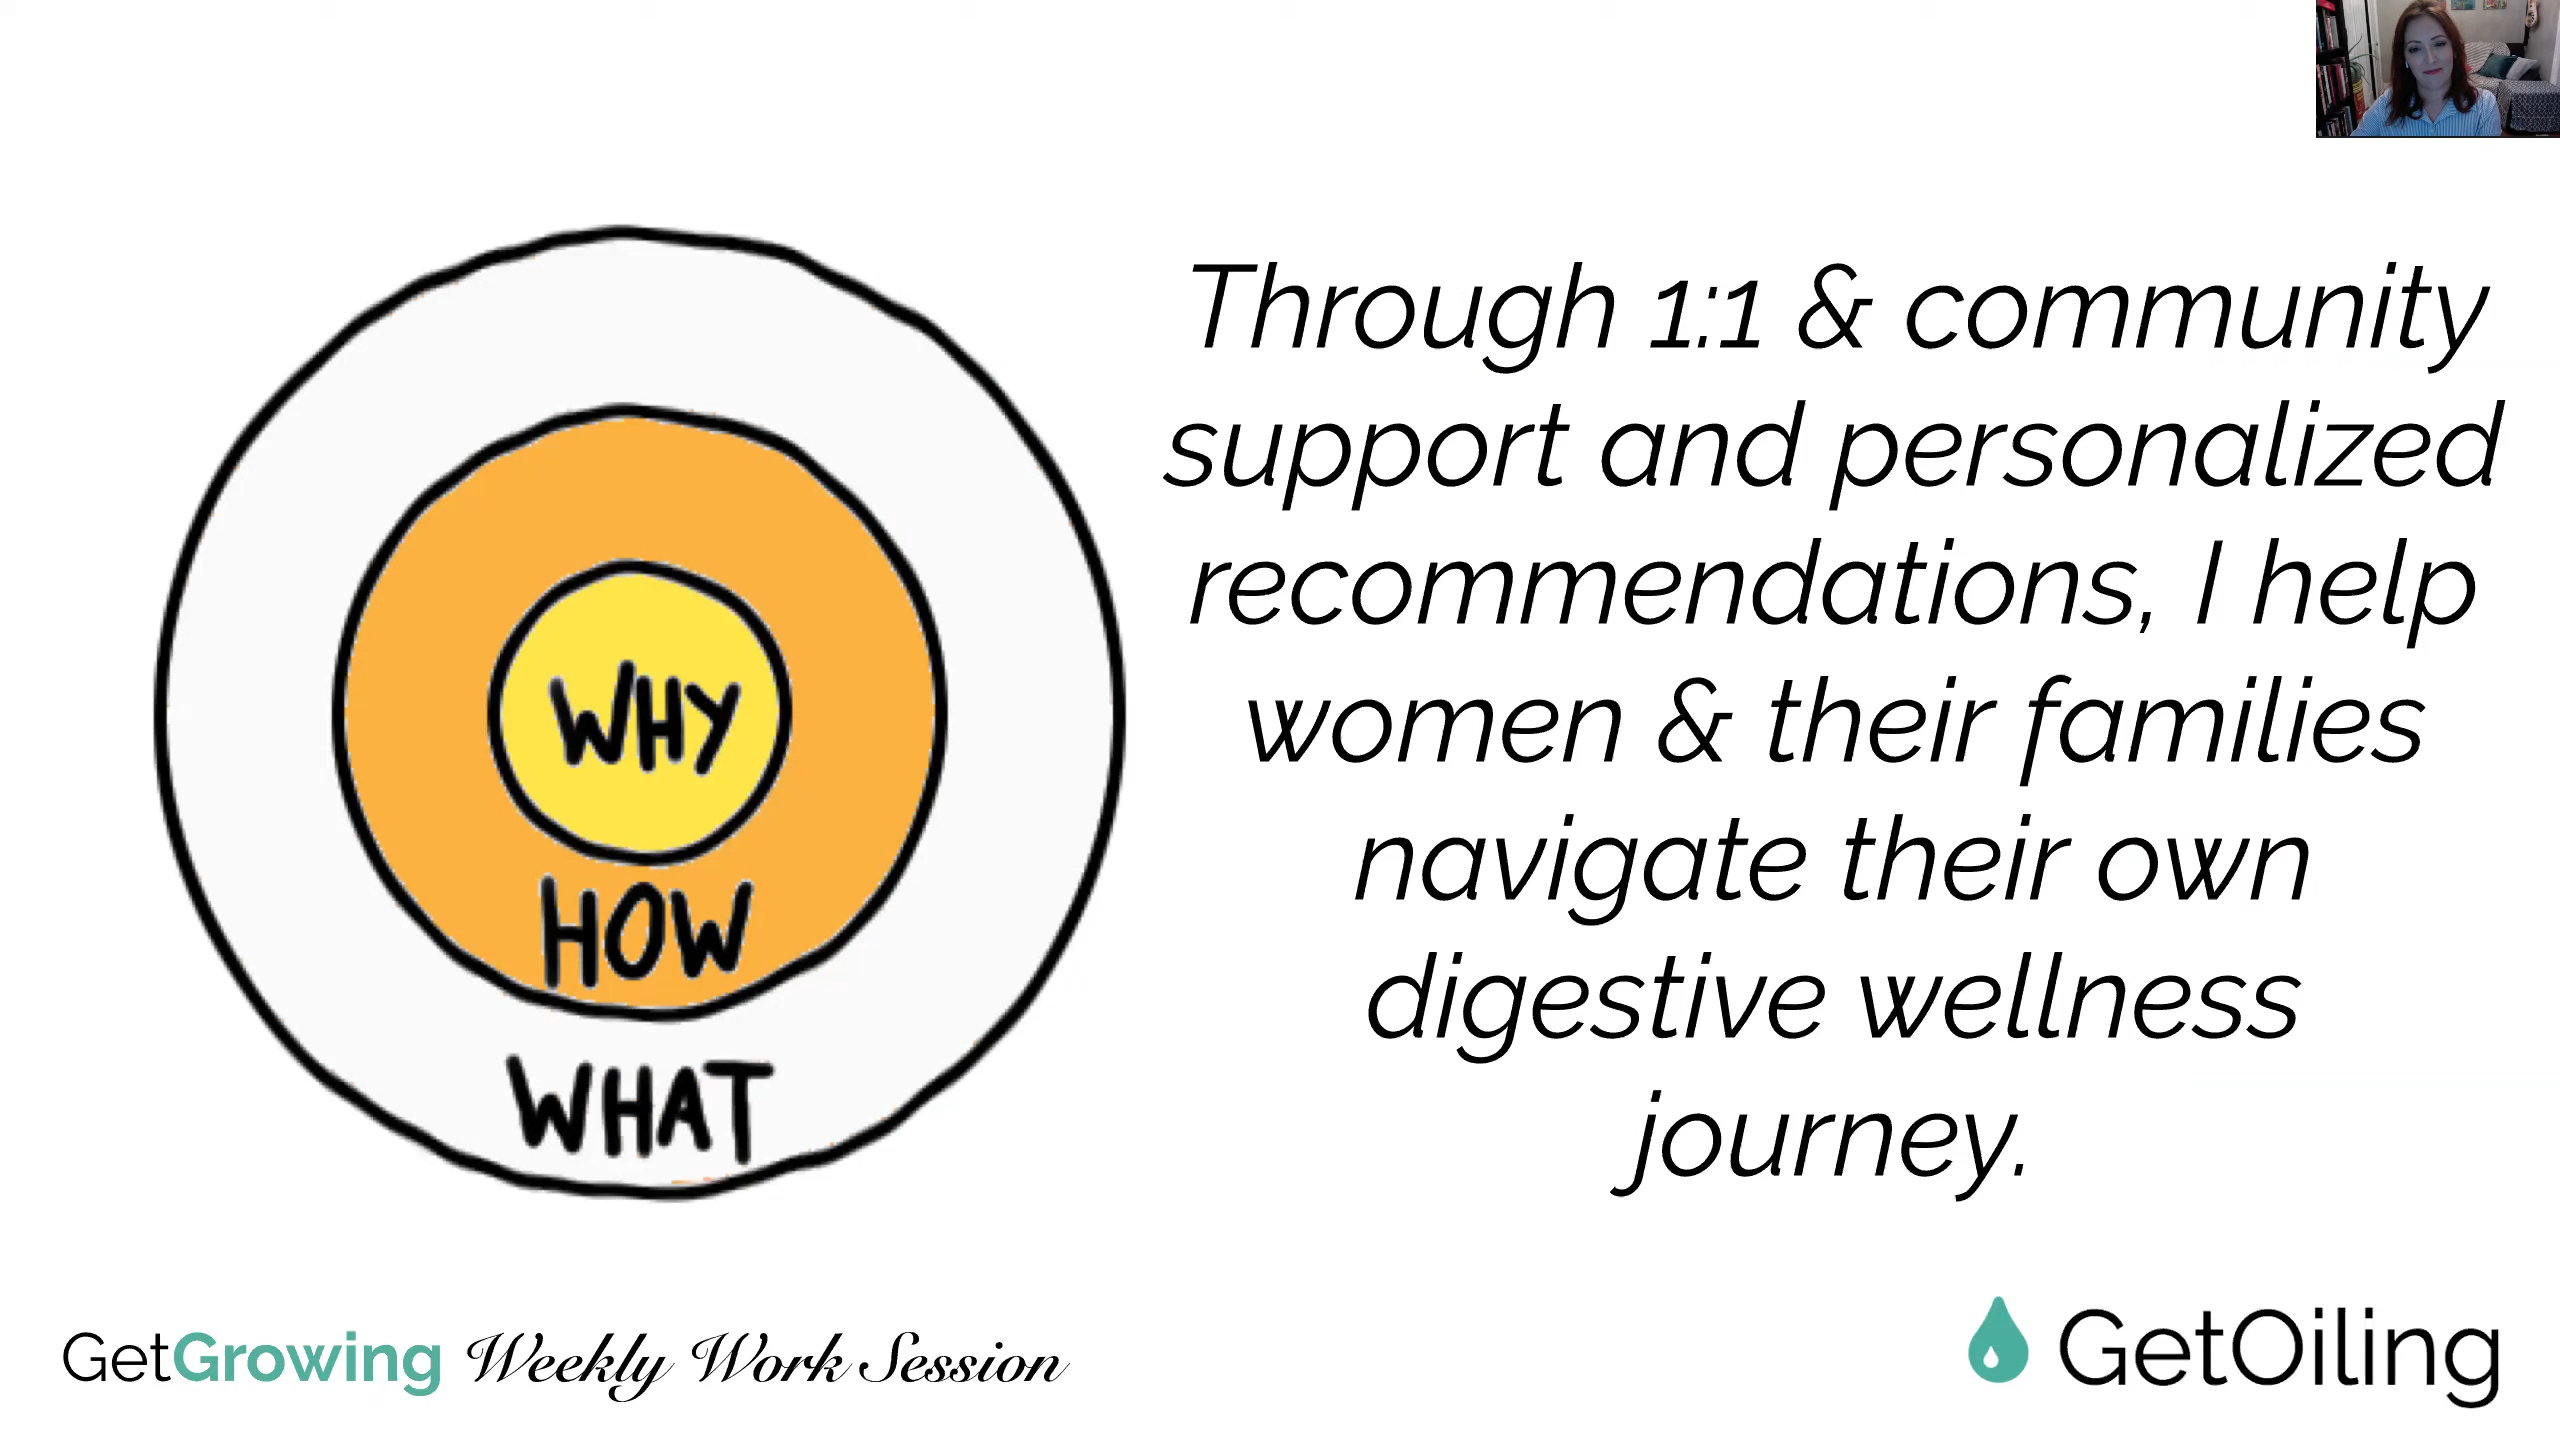 WHY
HOW
WHAT
Through 1:1 & community
support and personalized
recommendations, I help
women & their families
navigate their own
digestive wellness
journey.
GetGrowing Weekly Work Session
GetOiling